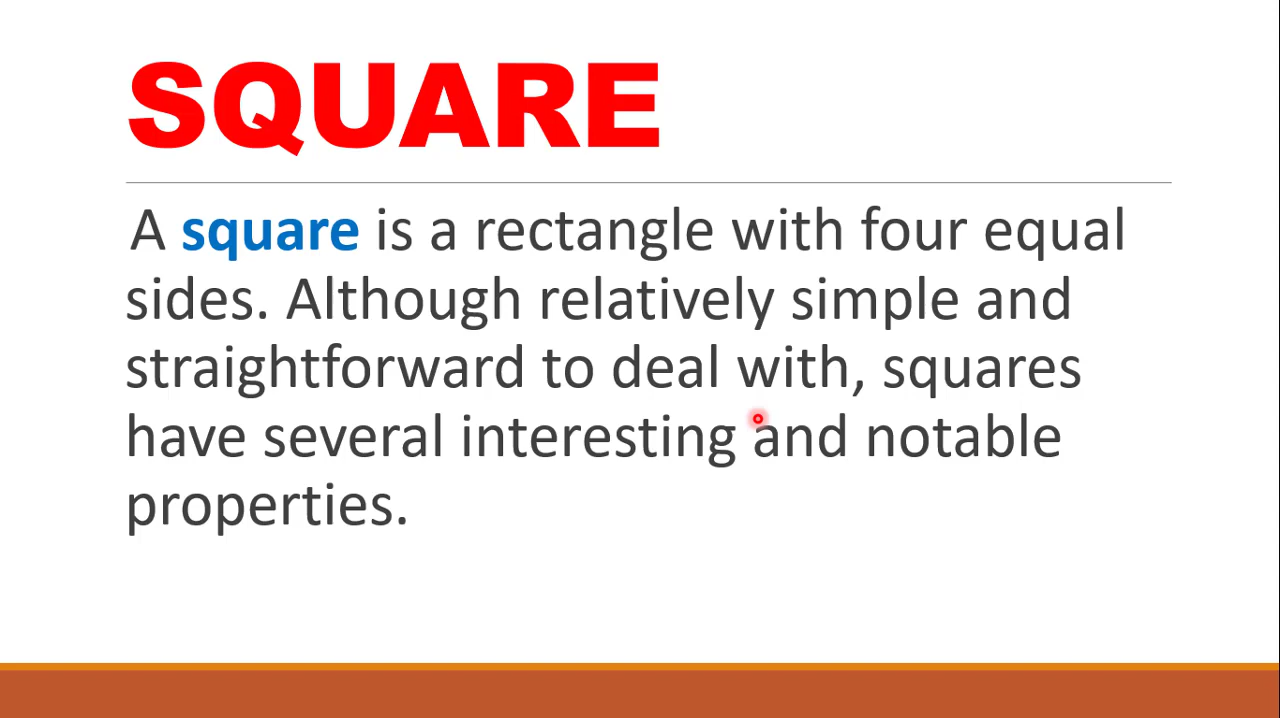 SQUARE
A square is a rectangle with four equal
sides. Although relatively simple and
straightforward to deal with, squares
have several interesting and notable
properties.